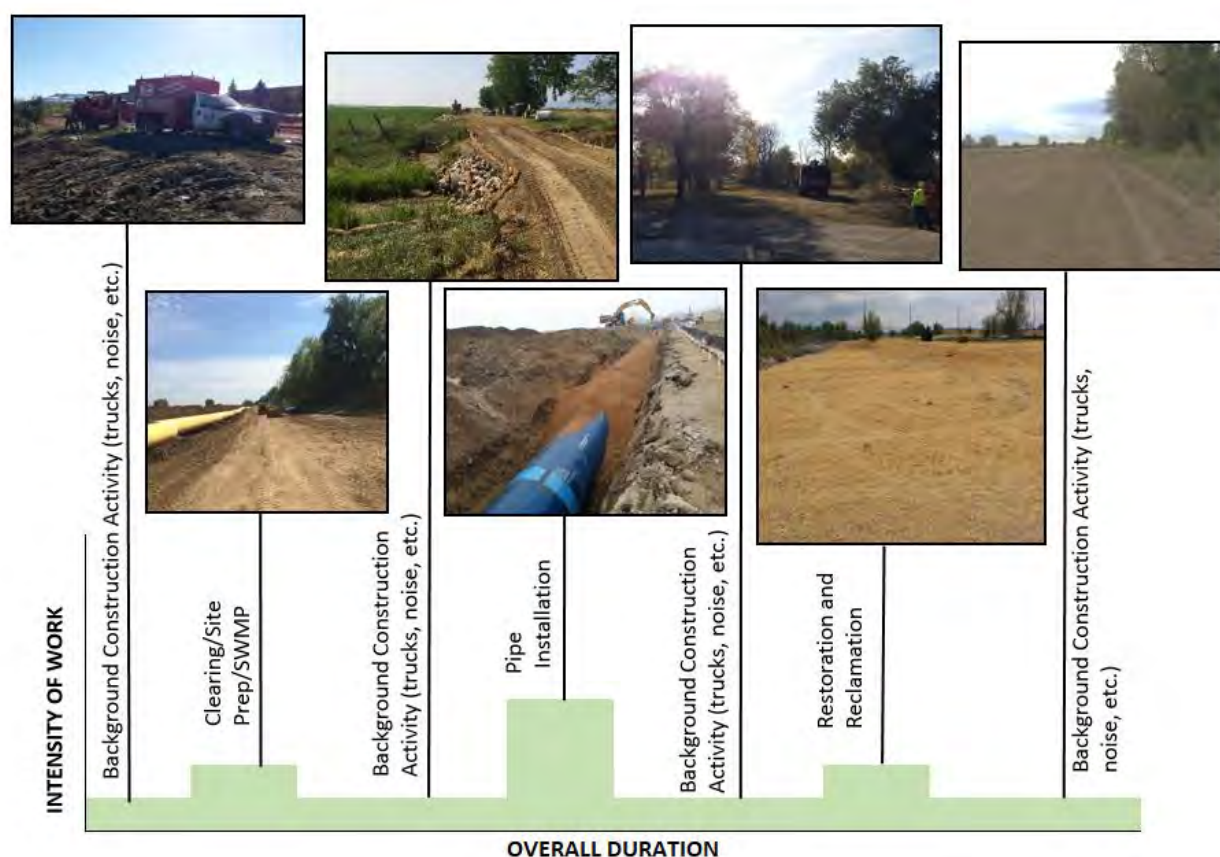 INTENSITY OF WORK
Background Construction Activity (trucks, noise, etc.)
Clearing/Site
Prep/SWMP
Background Construction
Activity (trucks, noise, etc.)
Pipe
Installation
Background Construction
Activity (trucks, noise, etc.)
Restoration and
Reclamation
Background Construction Activity (trucks,
noise, etc.)
OVERALL DURATION